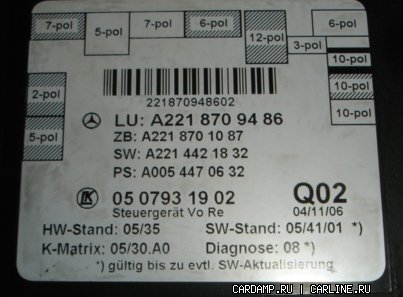 7-pol
5-pol
7-pol
6-pol
12-pol
3-pol
6-pol
10-pol
10-pol
10-pol
2-pol
5-pol
221870948602
LU: A221 870 94 86
ZB: A221 870 10 87
SW: A221 442 18 32
PS: A005 447 06 32
05 0793 19 02
Q02
Steuergerät Vo Re
04/11/06
HW-Stand: 05/35
SW-Stand: 05/41/01 *)
K-Matrix: 05/30.A0
Diagnose: 08 *)
*) gültig bis zu evtl. SW-Aktualisierung
CARDAMP.RU | CARLINE.RU